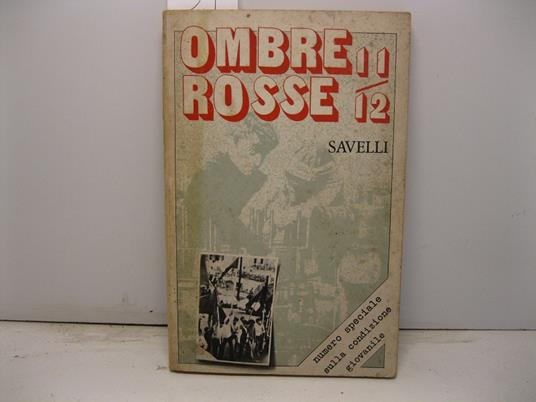 OMBRE 11/12
ROSSE
SAVELLI
numero speciale
sulla condizione
giovanile